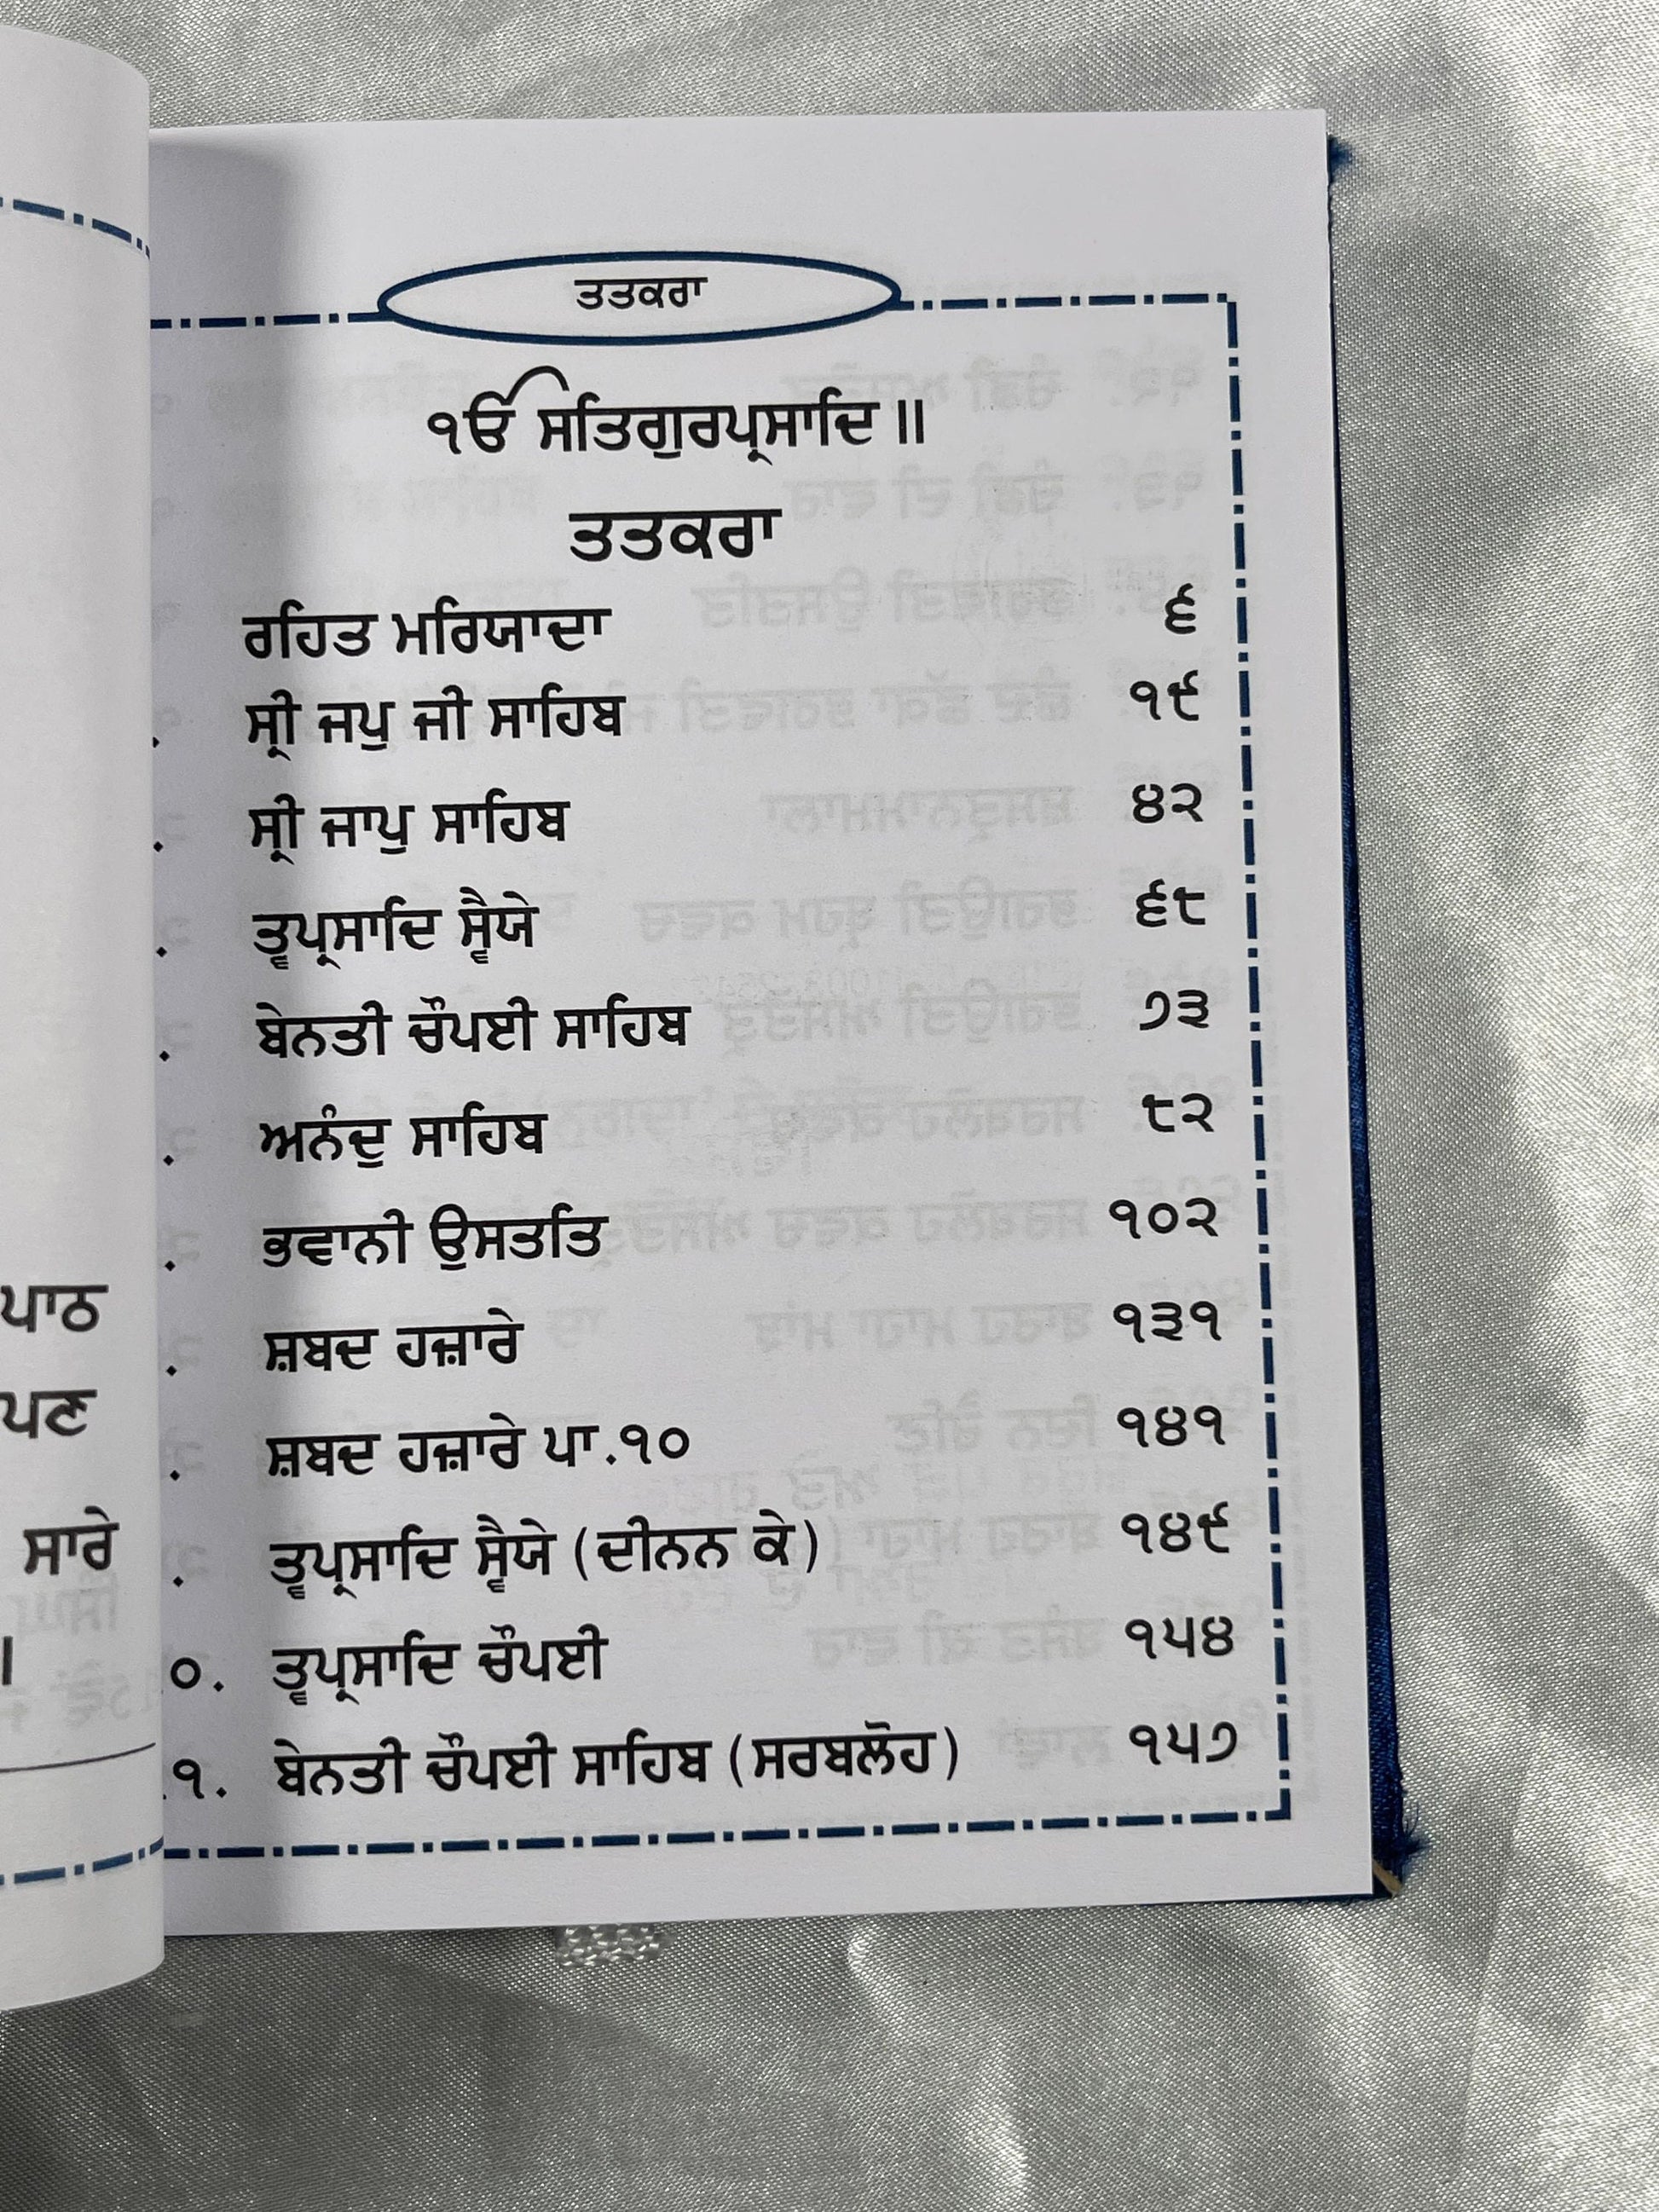 ਤਤਕਰਾ
ੴ ਸਤਿਗੁਰਪ੍ਰਸਾਦਿ॥
ਤਤਕਰਾ
ਰਹਿਤ ਮਰਿਯਾਦਾ ੬
. ਸ੍ਰੀ ਜਪੁ ਜੀ ਸਾਹਿਬ ੧੯
. ਸ੍ਰੀ ਜਾਪੁ ਸਾਹਿਬ ੪੨
. ਤ੍ਵਪ੍ਰਸਾਦਿ ਸ੍ਵੈਯੇ ੬੮
. ਬੇਨਤੀ ਚੌਪਈ ਸਾਹਿਬ ੭੩
. ਅਨੰਦੁ ਸਾਹਿਬ ੮੨
. ਭਵਾਨੀ ਉਸਤਤਿ ੧੦੨
. ਸ਼ਬਦ ਹਜ਼ਾਰੇ ੧੩੧
. ਸ਼ਬਦ ਹਜ਼ਾਰੇ ਪਾ.੧੦ ੧੪੧
. ਤ੍ਵਪ੍ਰਸਾਦਿ ਸ੍ਵੈਯੇ (ਦੀਨਨ ਕੇ) ੧੪੯
੦. ਤ੍ਵਪ੍ਰਸਾਦਿ ਚੌਪਈ ੧੫੪
੧. ਬੇਨਤੀ ਚੌਪਈ ਸਾਹਿਬ (ਸਰਬਲੋਹ) ੧੫੭
ਪਾਠ
ਪਣ
ਸਾਰੇ